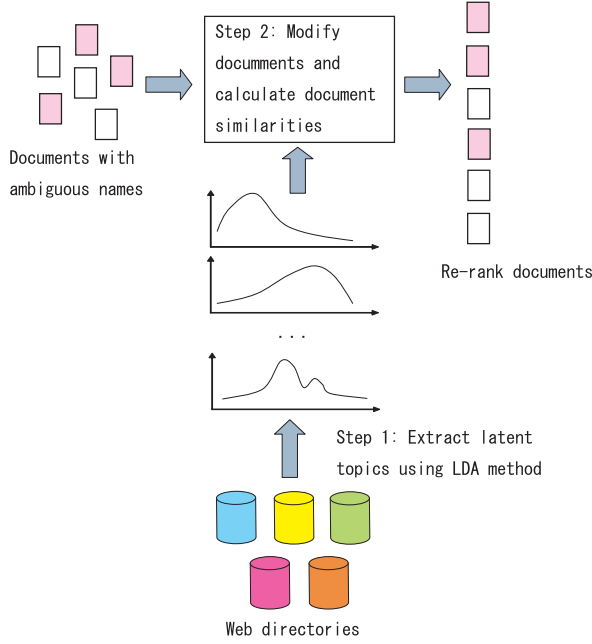 Step 2: Modify
documments and
calculate document
similarities
Documents with
ambiguous names
Re-rank documents
...
Step 1: Extract latent
topics using LDA method
Web directories